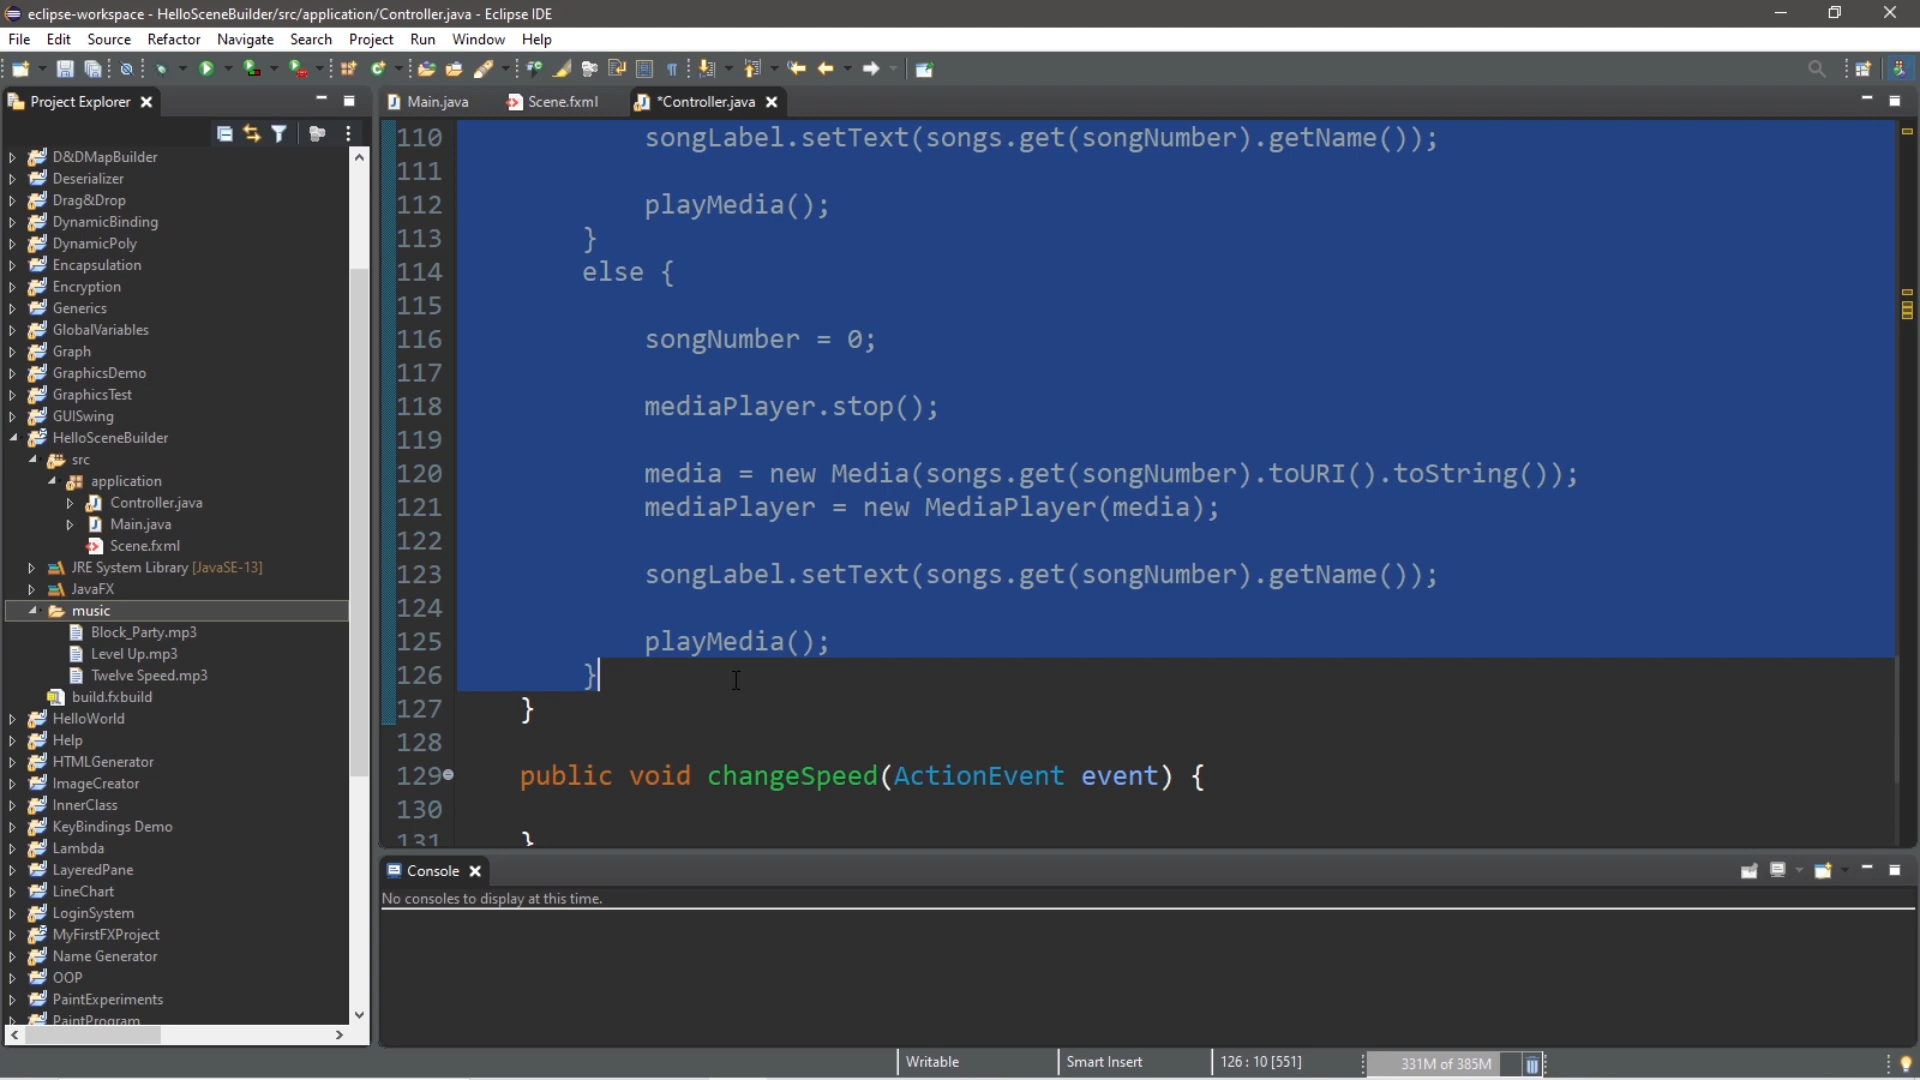 eclipse-workspace - HelloSceneBuilder/src/application/Controller.java - Eclipse IDE
File Edit Source Refactor Navigate Search Project Run Window Help
Project Explorer
Main.java Scene.fxml *Controller.java
D&DMapBuilder
Deserializer
Drag&Drop
DynamicBinding
DynamicPoly
Encapsulation
Encryption
Generics
GlobalVariables
Graph
GraphicsDemo
GraphicsTest
GUISwing
HelloSceneBuilder
src
application
Controller.java
Main.java
Scene.fxml
JRE System Library [JavaSE-13]
JavaFX
music
Block_Party.mp3
Level Up.mp3
Twelve Speed.mp3
build.fxbuild
HelloWorld
Help
HTMLGenerator
ImageCreator
InnerClass
KeyBindings Demo
Lambda
LayeredPane
LineChart
LoginSystem
MyFirstFXProject
Name Generator
OOP
PaintExperiments
PaintProgram
110 songLabel.setText(songs.get(songNumber).getName());
111
112 playMedia();
113 }
114 else {
115
116 songNumber = 0;
117
118 mediaPlayer.stop();
119
120 media = new Media(songs.get(songNumber).toURI().toString());
121 mediaPlayer = new MediaPlayer(media);
122
123 songLabel.setText(songs.get(songNumber).getName());
124
125 playMedia();
126 }
127 }
128
129 public void changeSpeed(ActionEvent event) {
130
131 }
Console
No consoles to display at this time.
Writable Smart Insert 126 : 10 [551] 331M of 385M